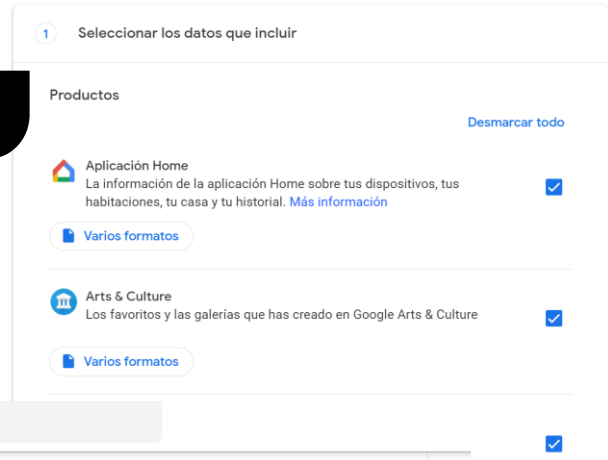 1 Seleccionar los datos que incluir
Productos
Desmarcar todo
Aplicación Home
La información de la aplicación Home sobre tus dispositivos, tus
habitaciones, tu casa y tu historial. Más información
Varios formatos
Arts & Culture
Los favoritos y las galerías que has creado en Google Arts & Culture
Varios formatos